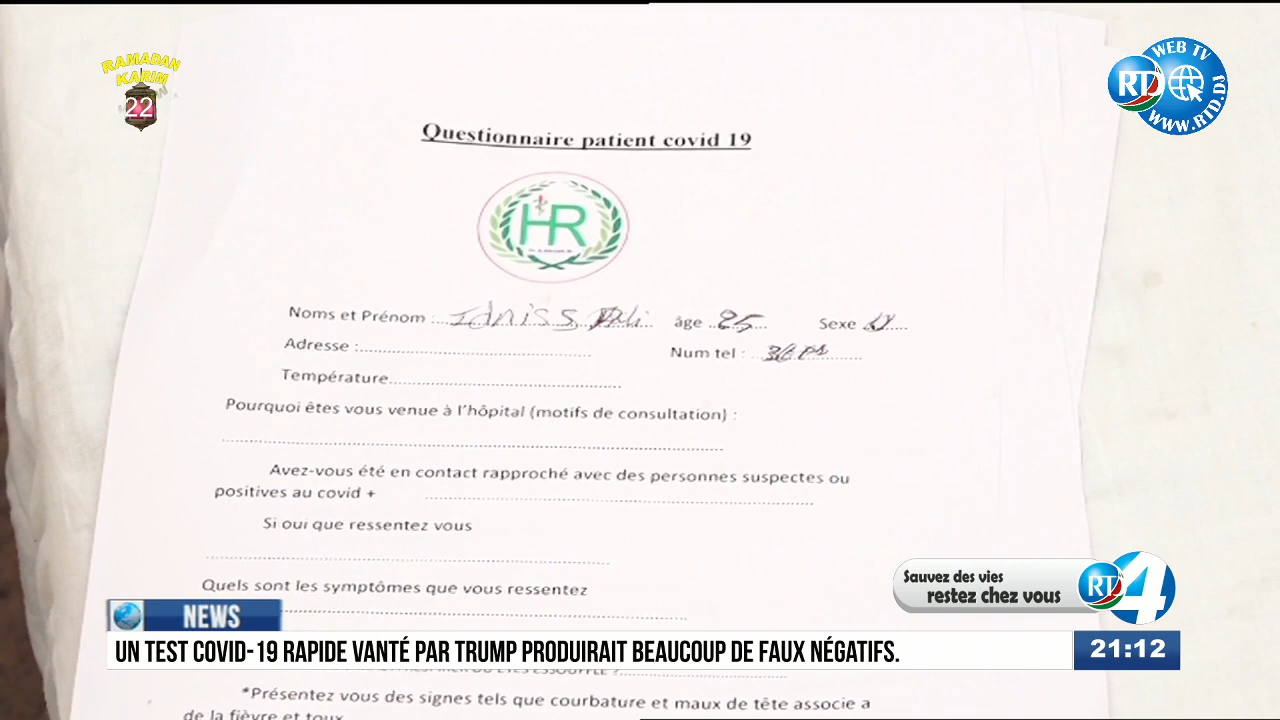 RAMADAN
KARIM
22
WEB TV
RTD
WWW.RTD.DJ
Questionnaire patient covid 19
HR
Noms et Prénom : Idriss Ali âge 25 Sexe
Adresse : Num tel :
Température
Pourquoi êtes vous venue à l'hôpital (motifs de consultation) :
Avez-vous été en contact rapproché avec des personnes suspectes ou
positives au covid +
Si oui que ressentez vous
Quels sont les symptômes que vous ressentez
Sauvez des vies
restez chez vous
RT 4
NEWS
UN TEST COVID-19 RAPIDE VANTÉ PAR TRUMP PRODUIRAIT BEAUCOUP DE FAUX NÉGATIFS.
21:12
*Présentez vous des signes tels que courbature et maux de tête associe a
de la fièvre et toux